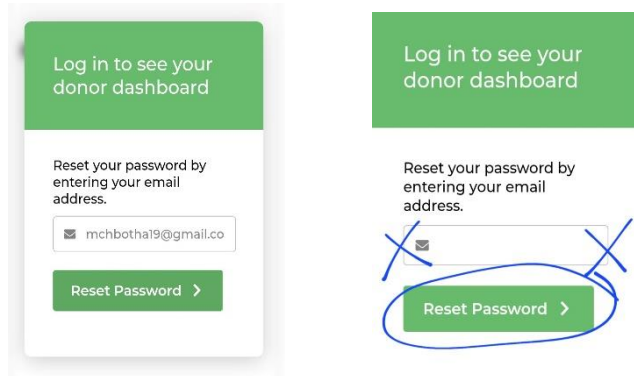 Log in to see your
donor dashboard
Reset your password by
entering your email
address.
mchbotha19@gmail.co
Reset Password
Log in to see your
donor dashboard
Reset your password by
entering your email
address.
Reset Password